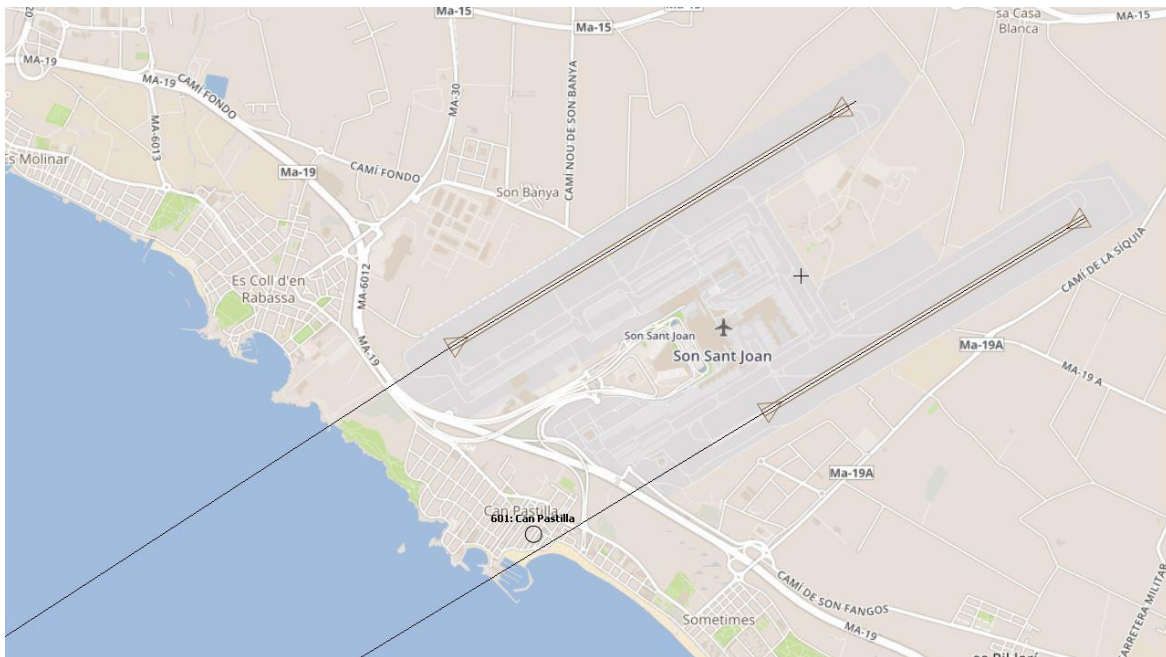 MA-20
Ma-15
MA-15
Ma-15
sa Casa
Blanca
MA-15
MA-19
MA-19
CAMÍ FONDO
MA-30
MA-6013
CAMÍ NOU DE SON BANYA
Es Molinar
Ma-19
CAMÍ FONDO
Son Banya
CAMÍ DE LA SÍQUIA
Es Coll d'en
Rabassa
MA-6012
MA-19
Son Sant Joan
Son Sant Joan
Ma-19A
MA-19 A
Ma-19A
Can Pastilla
601: Can Pastilla
CAMÍ DE SON FANGOS
Sometimes
MA-19
CARRETERA MILITAR